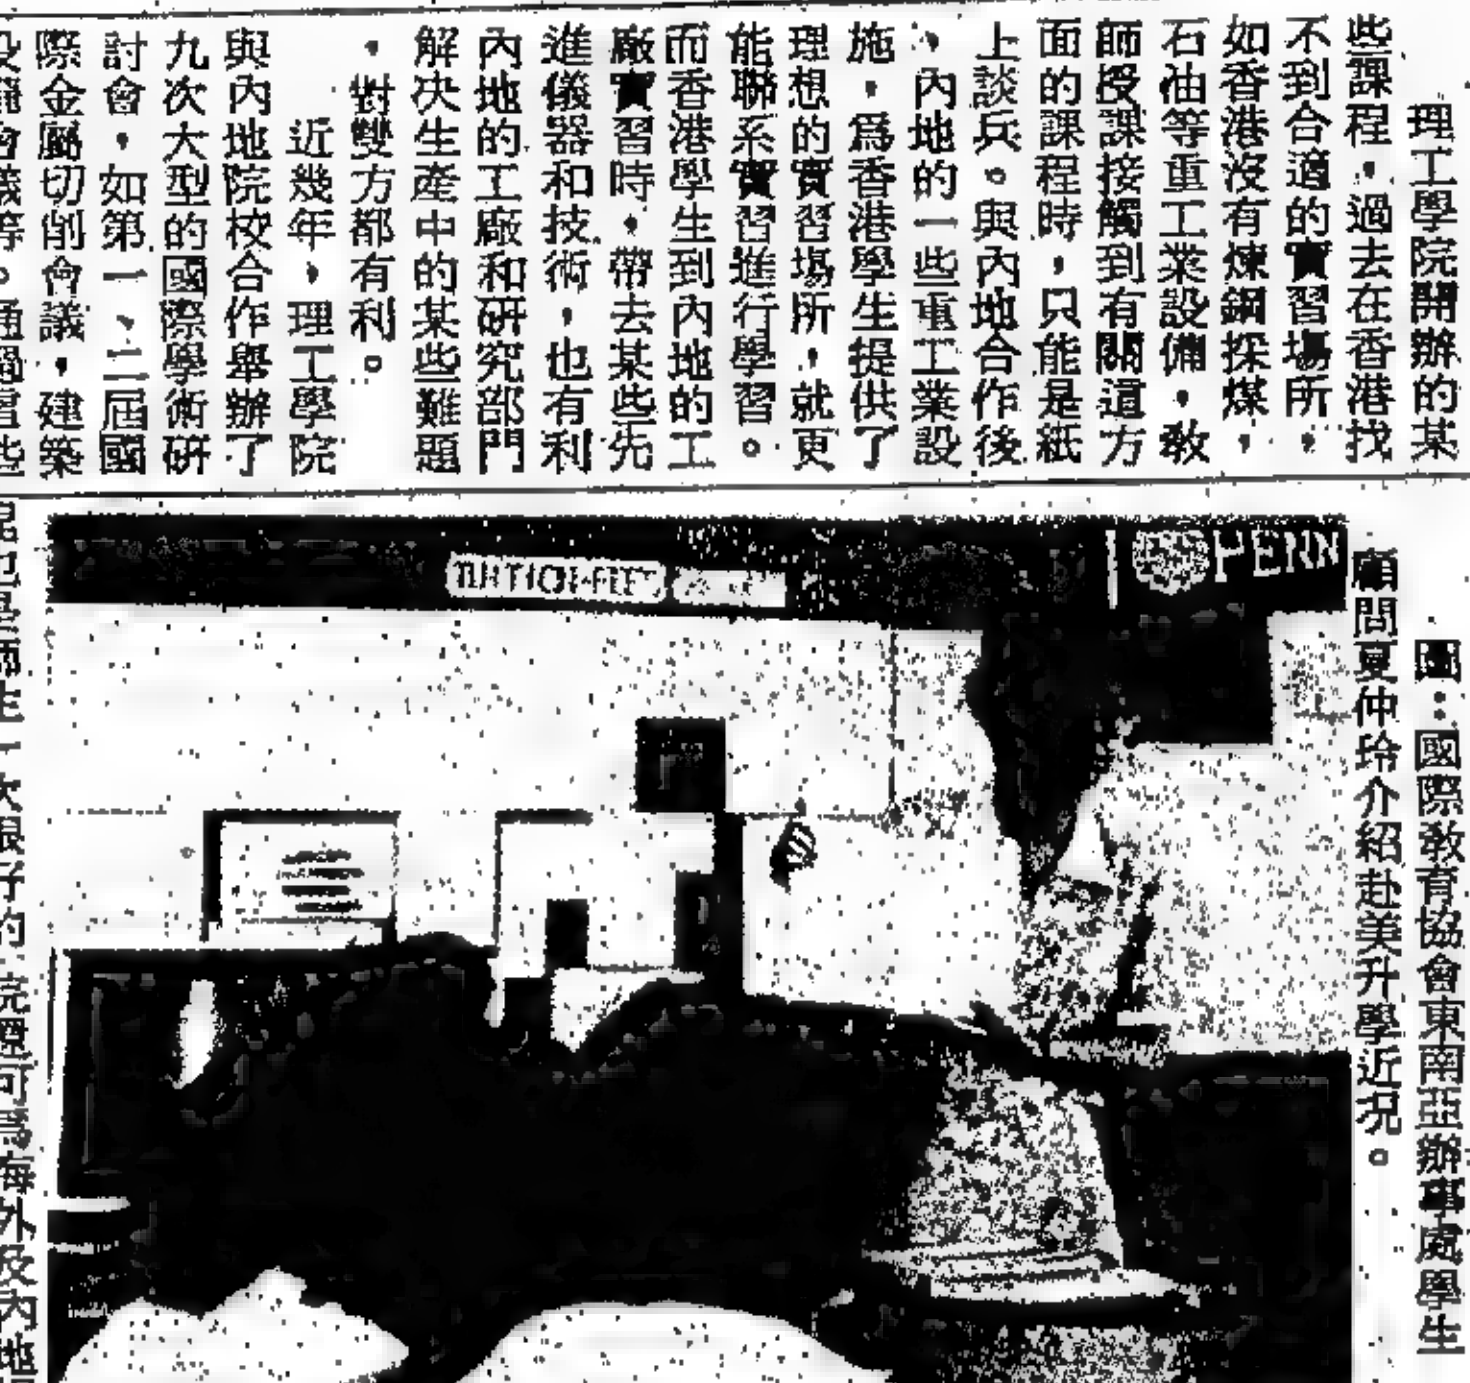 理工學院開辦的某
些課程，過去在香港找
不到合適的實習場所，
如香港沒有煉鋼探煤，
石油等重工業設備，教
師授課接觸到有關這方
面的課程時，只能是紙
上談兵。與內地合作後
，內地的一些重工業設
施，爲香港學生提供了
理想的實習場所，就更
能聯系實習進行學習。
而香港學生到內地的工
廠實習時，帶去某些先
進儀器和技術，也有利
內地的工廠和研究部門
解决生產中的某些難題
，對雙方都有利。
近幾年，理工學院
與內地院校合作舉辦了
九次大型的國際學術研
討會，如第一、二屆國
際金屬切削會議，建築
圖：國際教育協會東南亞辦事處學生
顧問夏仲玲介紹赴美升學近況。
PENN